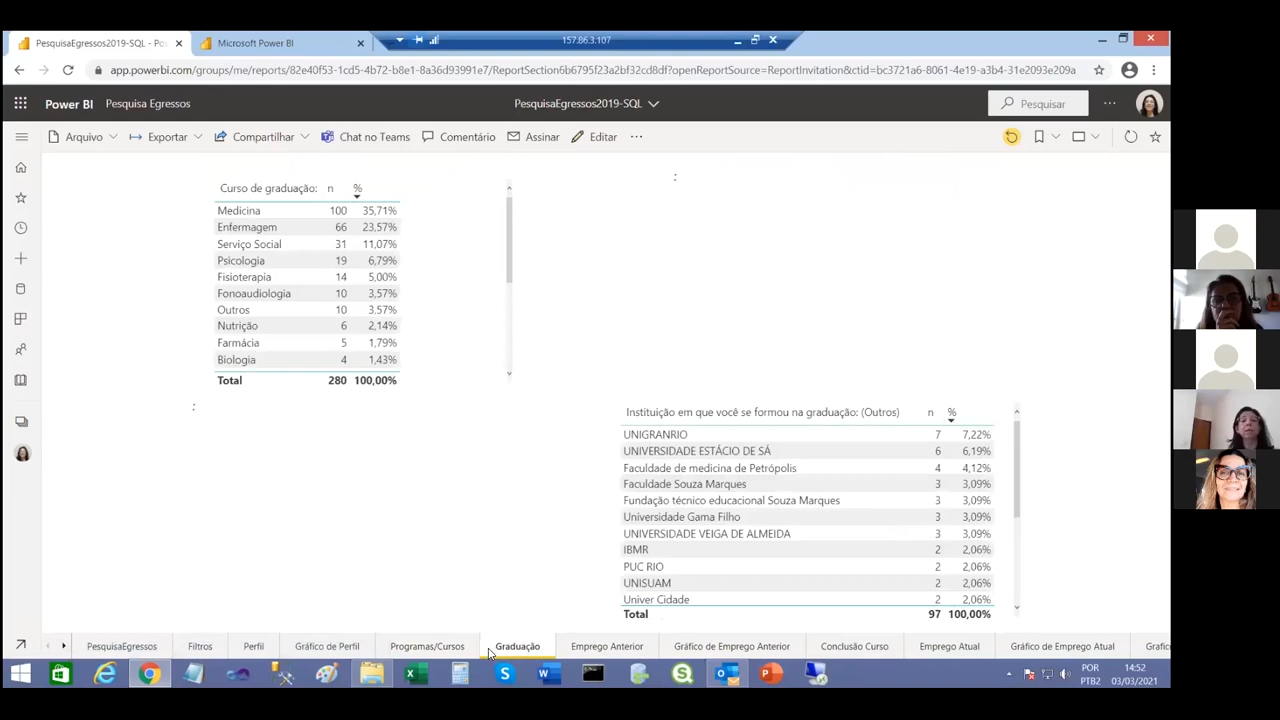 PesquisaEgressos2019-SQL - Po
Microsoft Power BI
157.86.3.107
app.powerbi.com/groups/me/reports/82e40f53-1cd5-4b72-b8e1-8a36d93991e7/ReportSection6b6795f23a2bf32cd8df?openReportSource=ReportInvitation&ctid=bc3721a6-8061-4e19-a3b4-31e2093e209a
Power BI Pesquisa Egressos PesquisaEgressos2019-SQL Pesquisar
Arquivo Exportar Compartilhar Chat no Teams Comentário Assinar Editar
:
Curso de graduação: n %
Medicina 100 35,71%
Enfermagem 66 23,57%
Serviço Social 31 11,07%
Psicologia 19 6,79%
Fisioterapia 14 5,00%
Fonoaudiologia 10 3,57%
Outros 10 3,57%
Nutrição 6 2,14%
Farmácia 5 1,79%
Biologia 4 1,43%
Total 280 100,00%
:
Instituição em que você se formou na graduação: (Outros) n %
UNIGRANRIO 7 7,22%
UNIVERSIDADE ESTÁCIO DE SÁ 6 6,19%
Faculdade de medicina de Petrópolis 4 4,12%
Faculdade Souza Marques 3 3,09%
Fundação técnico educacional Souza Marques 3 3,09%
Universidade Gama Filho 3 3,09%
UNIVERSIDADE VEIGA DE ALMEIDA 3 3,09%
IBMR 2 2,06%
PUC RIO 2 2,06%
UNISUAM 2 2,06%
Univer Cidade 2 2,06%
Total 97 100,00%
PesquisaEgressos Filtros Perfil Gráfico de Perfil Programas/Cursos Graduação Emprego Anterior Gráfico de Emprego Anterior Conclusão Curso Emprego Atual Gráfico de Emprego Atual Grafic
POR
PTB2
14:52
03/03/2021